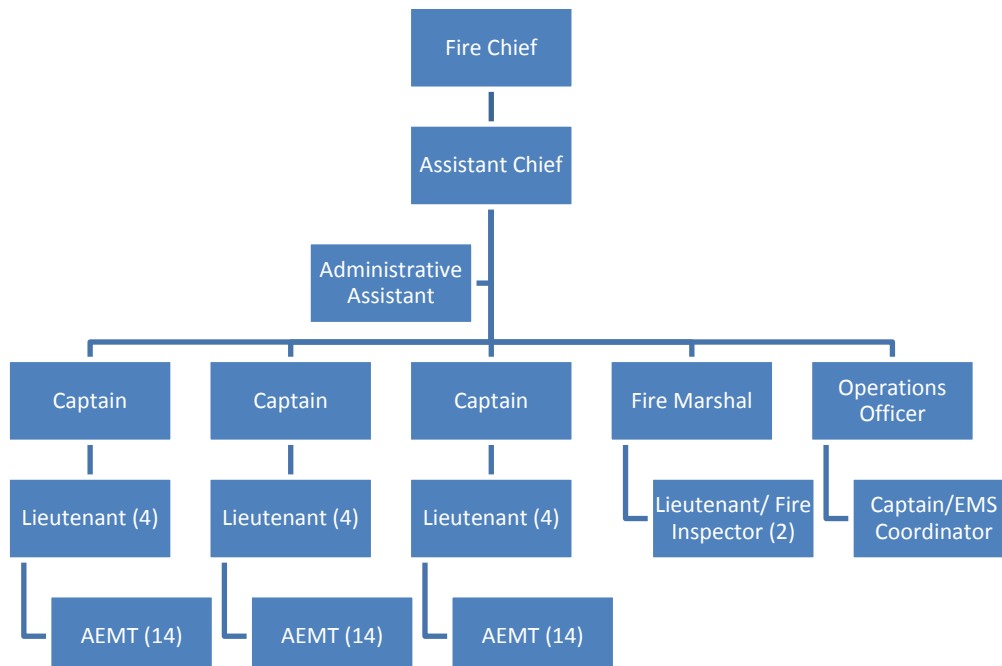 Fire Chief
Assistant Chief
Administrative
Assistant
Captain
Captain
Captain
Fire Marshal
Operations
Officer
Lieutenant (4)
Lieutenant (4)
Lieutenant (4)
Lieutenant/ Fire
Inspector (2)
Captain/EMS
Coordinator
AEMT (14)
AEMT (14)
AEMT (14)